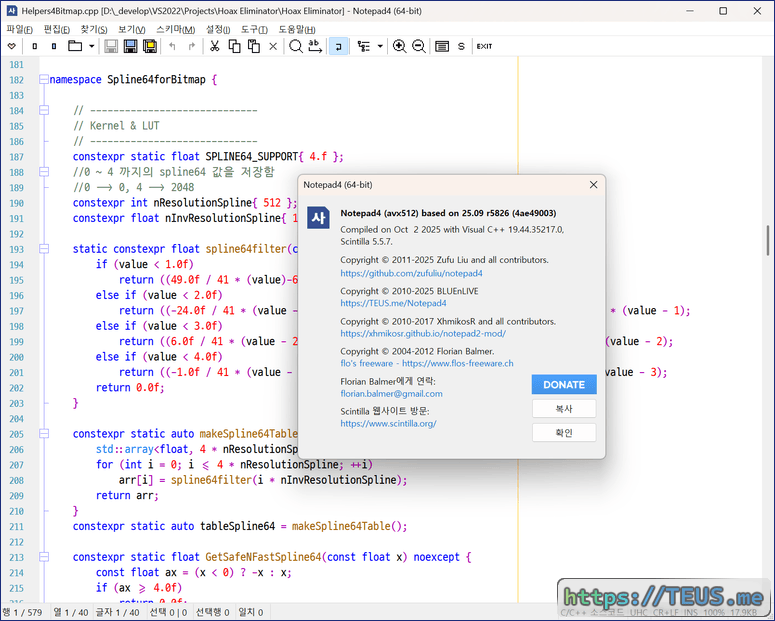 Helpers4Bitmap.cpp [D:\_develop\VS2022\Projects\Hoax Eliminator\Hoax Eliminator] - Notepad4 (64-bit)
파일(F) 편집(E) 찾기(S) 보기(V) 스키마(M) 설정(I) 도구(T) 도움말(H)
S EXIT
181
182 namespace Spline64forBitmap {
183
184 // ----------------------------
185 // Kernel & LUT
186 // ----------------------------
187 constexpr static float SPLINE64_SUPPORT{ 4.f };
188 //0 ~ 4 까지의 spline64 값을 저장함
189 //0 --> 0, 4 --> 2048
190 constexpr int nResolutionSpline{ 512 };
191 constexpr float nInvResolutionSpline{ 1
192
193 static constexpr float spline64filter(c
194 if (value < 1.0f)
195 return ((49.0f / 41 * (value)-6
196 else if (value < 2.0f)
197 return ((-24.0f / 41 * (value - * (value - 1);
198 else if (value < 3.0f)
199 return ((6.0f / 41 * (value - 2 (value - 2);
200 else if (value < 4.0f)
201 return ((-1.0f / 41 * (value - value - 3);
202 return 0.0f;
203 }
204
205 constexpr static auto makeSpline64Table
206 std::array<float, 4 * nResolutionSp
207 for (int i = 0; i <= 4 * nResolutionSpline; ++i)
208 arr[i] = spline64filter(i * nInvResolutionSpline);
209 return arr;
210 }
211 constexpr static auto tableSpline64 = makeSpline64Table();
212
213 constexpr static float GetSafeNFastSpline64(const float x) noexcept {
214 const float ax = (x < 0) ? -x : x;
215 if (ax >= 4.0f)
return 0.0f;
Notepad4 (64-bit)
사
Notepad4 (avx512) based on 25.09 r5826 (4ae49003)
Compiled on Oct 2 2025 with Visual C++ 19.44.35217.0,
Scintilla 5.5.7.
Copyright © 2011-2025 Zufu Liu and all contributors.
https://github.com/zufuliu/notepad4
Copyright © 2010-2025 BLUEnLIVE
https://TEUS.me/Notepad4
Copyright © 2010-2017 XhmikosR and all contributors.
https://xhmikosr.github.io/notepad2-mod/
Copyright © 2004-2012 Florian Balmer.
flo's freeware - https://www.flos-freeware.ch
Florian Balmer에게 연락:
florian.balmer@gmail.com
Scintilla 웹사이트 방문:
https://www.scintilla.org/
DONATE
복사
확인
행 1 / 579 열 1 / 40 글자 1 / 40 선택 0 | 0 선택행 0 일치 0 C/C++ 소스코드 UHC CR+LF INS 100% 17.9KB
https://TEUS.me